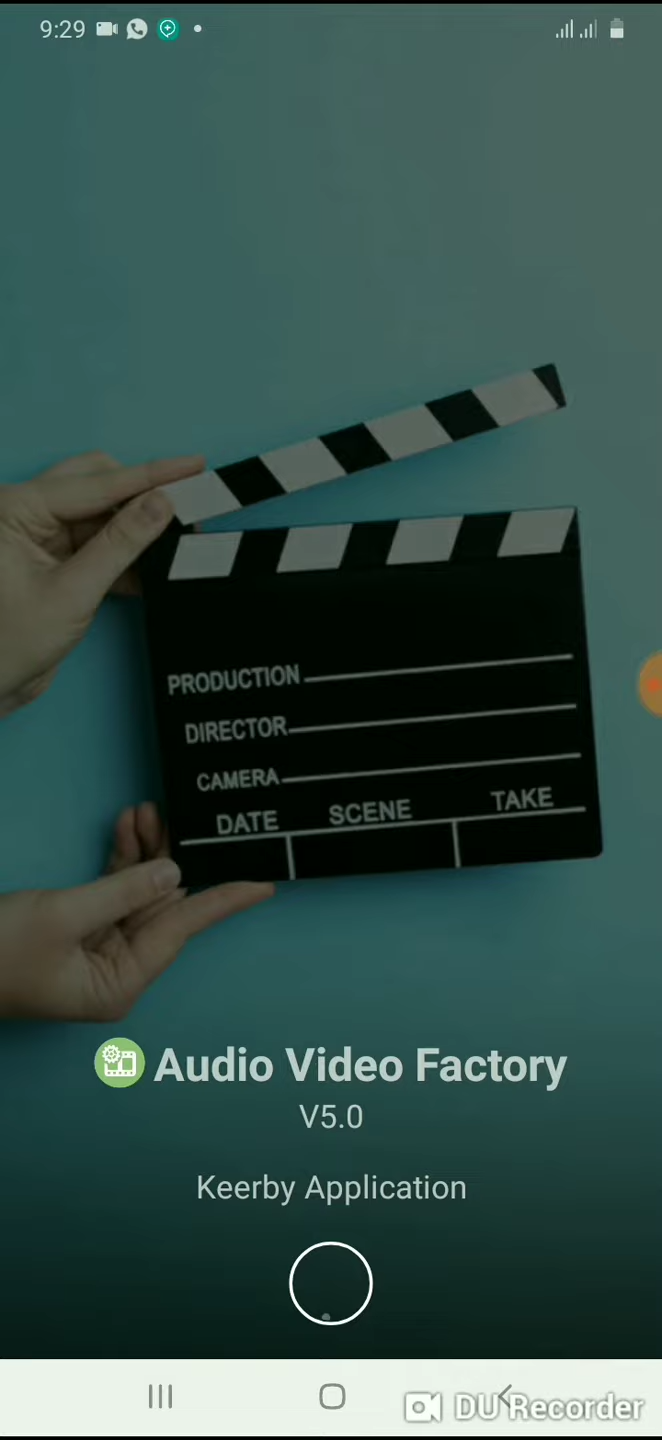 9:29
PRODUCTION
DIRECTOR
CAMERA
DATE SCENE TAKE
Audio Video Factory
V5.0
Keerby Application
DU Recorder